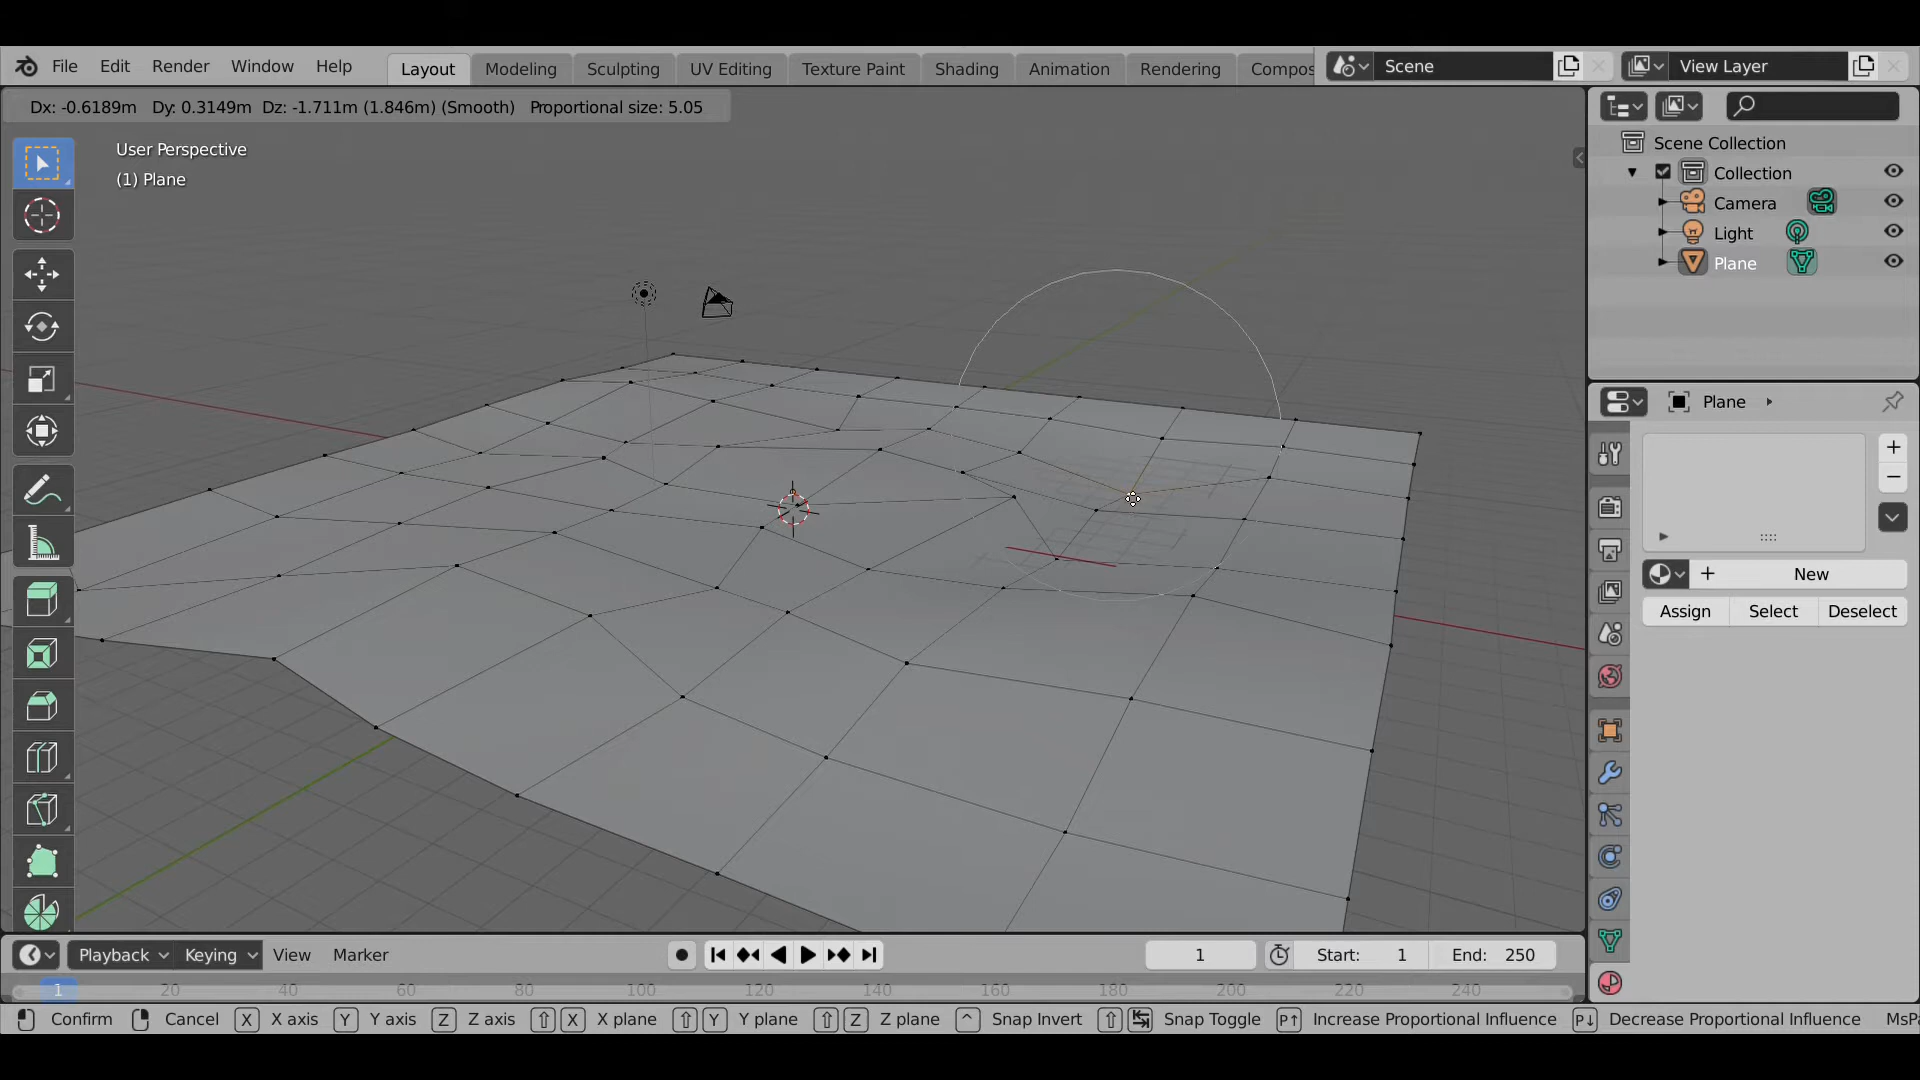 File Edit Render Window Help Layout Modeling Sculpting UV Editing Texture Paint Shading Animation Rendering Compos Scene View Layer
Dx: -0.6189m Dy: 0.3149m Dz: -1.711m (1.846m) (Smooth) Proportional size: 5.05
User Perspective
(1) Plane
Scene Collection
Collection
Camera
Light
Plane
Plane
New
Assign Select Deselect
Playback Keying View Marker 1 Start: 1 End: 250
1 20 40 60 80 100 120 140 160 180 200 220 240
Confirm Cancel X X axis Y Y axis Z Z axis X X plane Y Y plane Z Z plane ^ Snap Invert Snap Toggle P↑ Increase Proportional Influence P↓ Decrease Proportional Influence MsPa